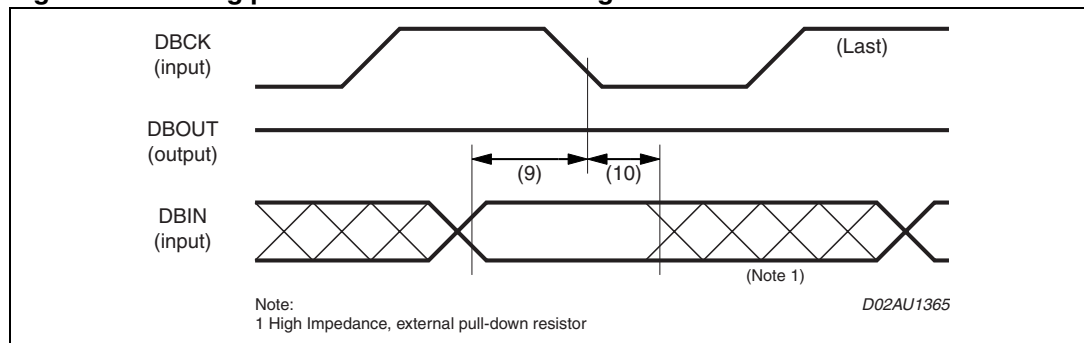 DBCK
(input)
(Last)
DBOUT
(output)
(9)
(10)
DBIN
(input)
(Note 1)
Note:
1 High Impedance, external pull-down resistor
D02AU1365